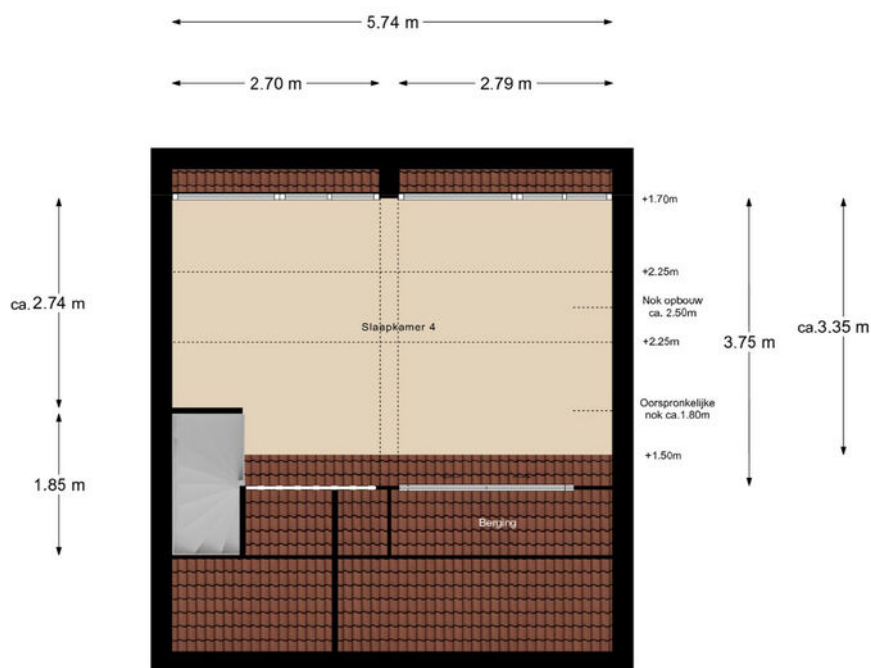 5.74 m
2.70 m
2.79 m
+1.70m
ca. 2.74 m
+2.25m
Nok opbouw
ca. 2.50m
Slaapkamer 4
ca.3.35 m
+2.25m
3.75 m
Oorspronkelijke
nok ca.1.80m
+1.50m
1.85 m
Berging